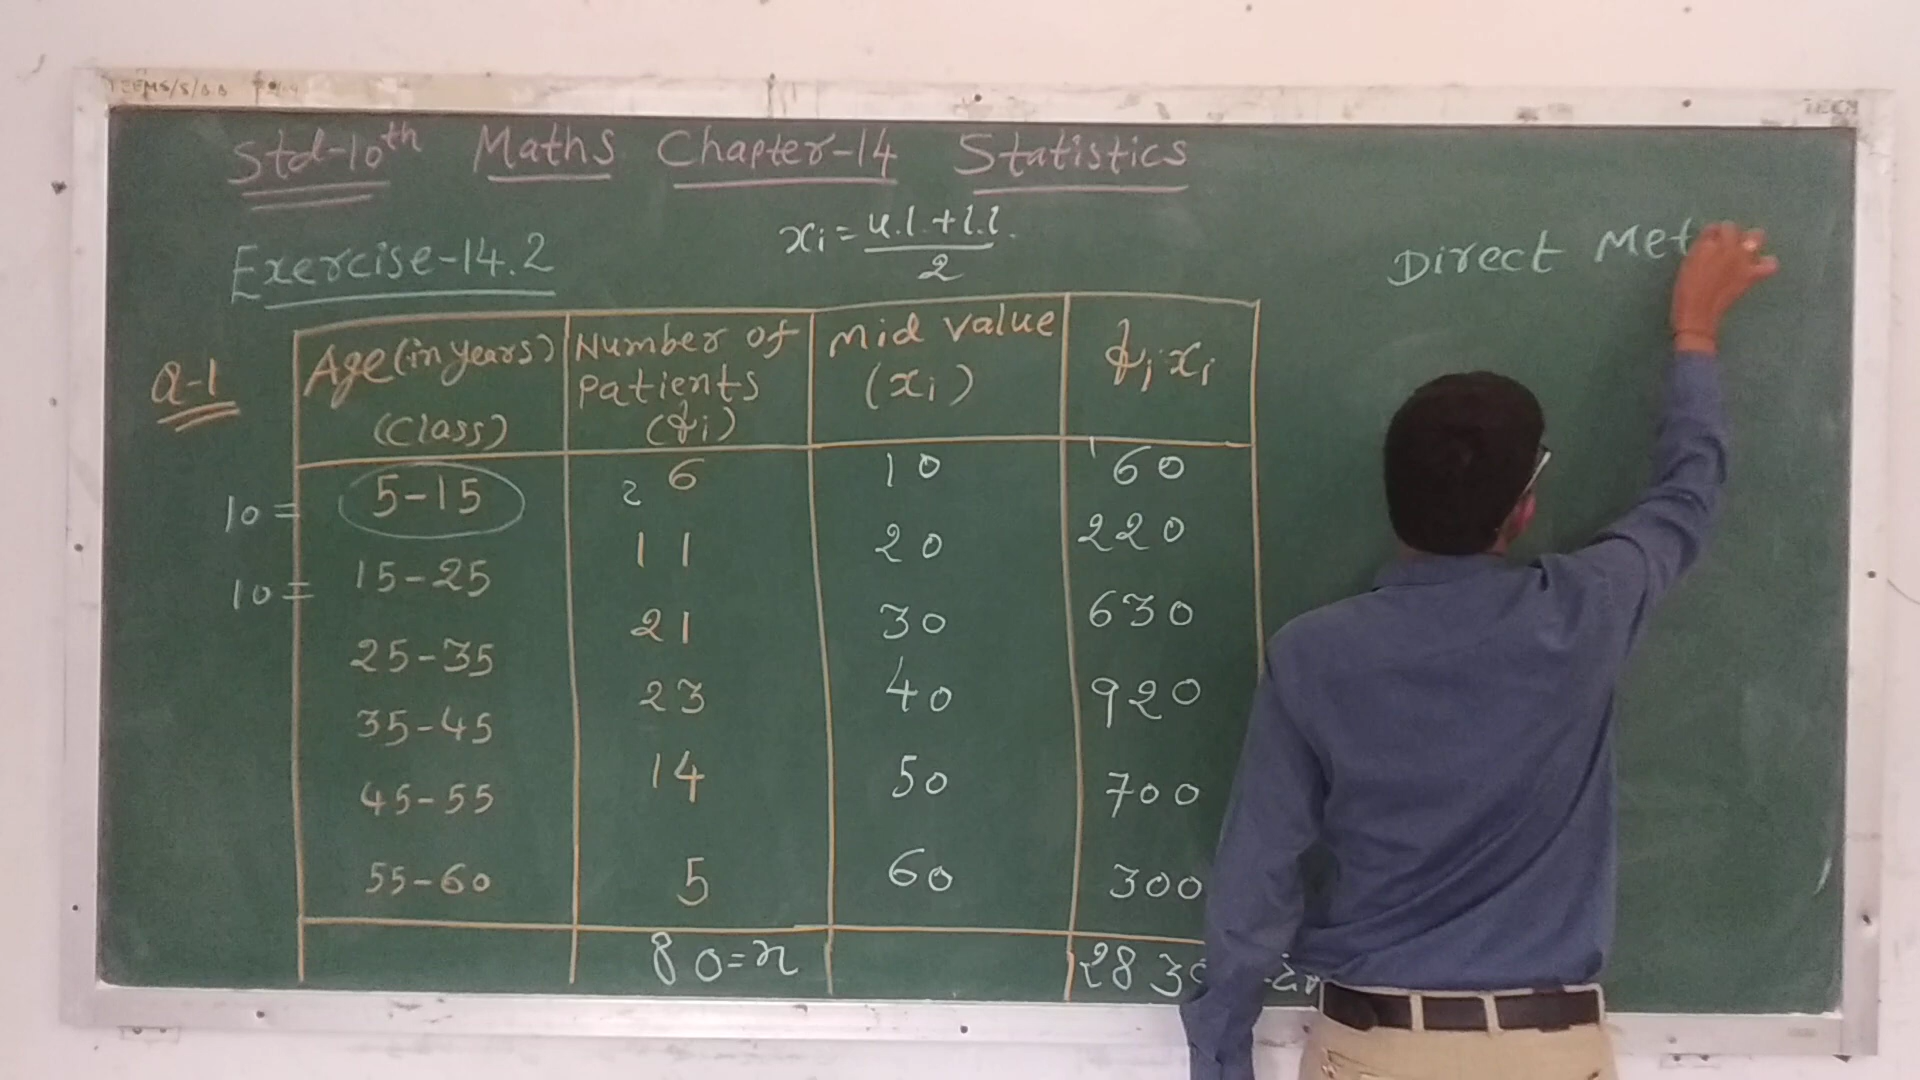 Std-10th Maths Chapter-14 Statistics
Exercise-14.2
xi = u.l+l.l. / 2
Direct Met
Q-1
Age(in years) (Class) Number of patients (fi) Mid value (xi) fi xi
10= 5-15 6 10 60
10= 15-25 11 20 220
25-35 21 30 630
35-45 23 40 920
45-55 14 50 700
55-60 5 60 300
80=n 283